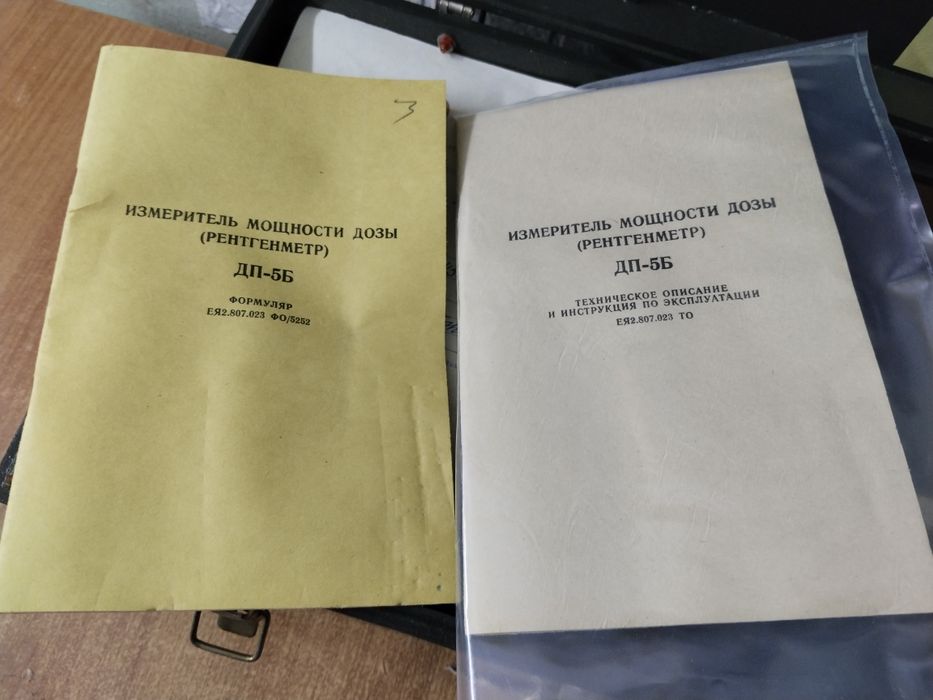 3
ИЗМЕРИТЕЛЬ МОЩНОСТИ ДОЗЫ
(РЕНТГЕНМЕТР)
ДП-5Б
ФОРМУЛЯР
ЕЯ2.807.023 ФО/5252
ИЗМЕРИТЕЛЬ МОЩНОСТИ ДОЗЫ
(РЕНТГЕНМЕТР)
ДП-5Б
ТЕХНИЧЕСКОЕ ОПИСАНИЕ
И ИНСТРУКЦИЯ ПО ЭКСПЛУАТАЦИИ
ЕЯ2.807.023 ТО